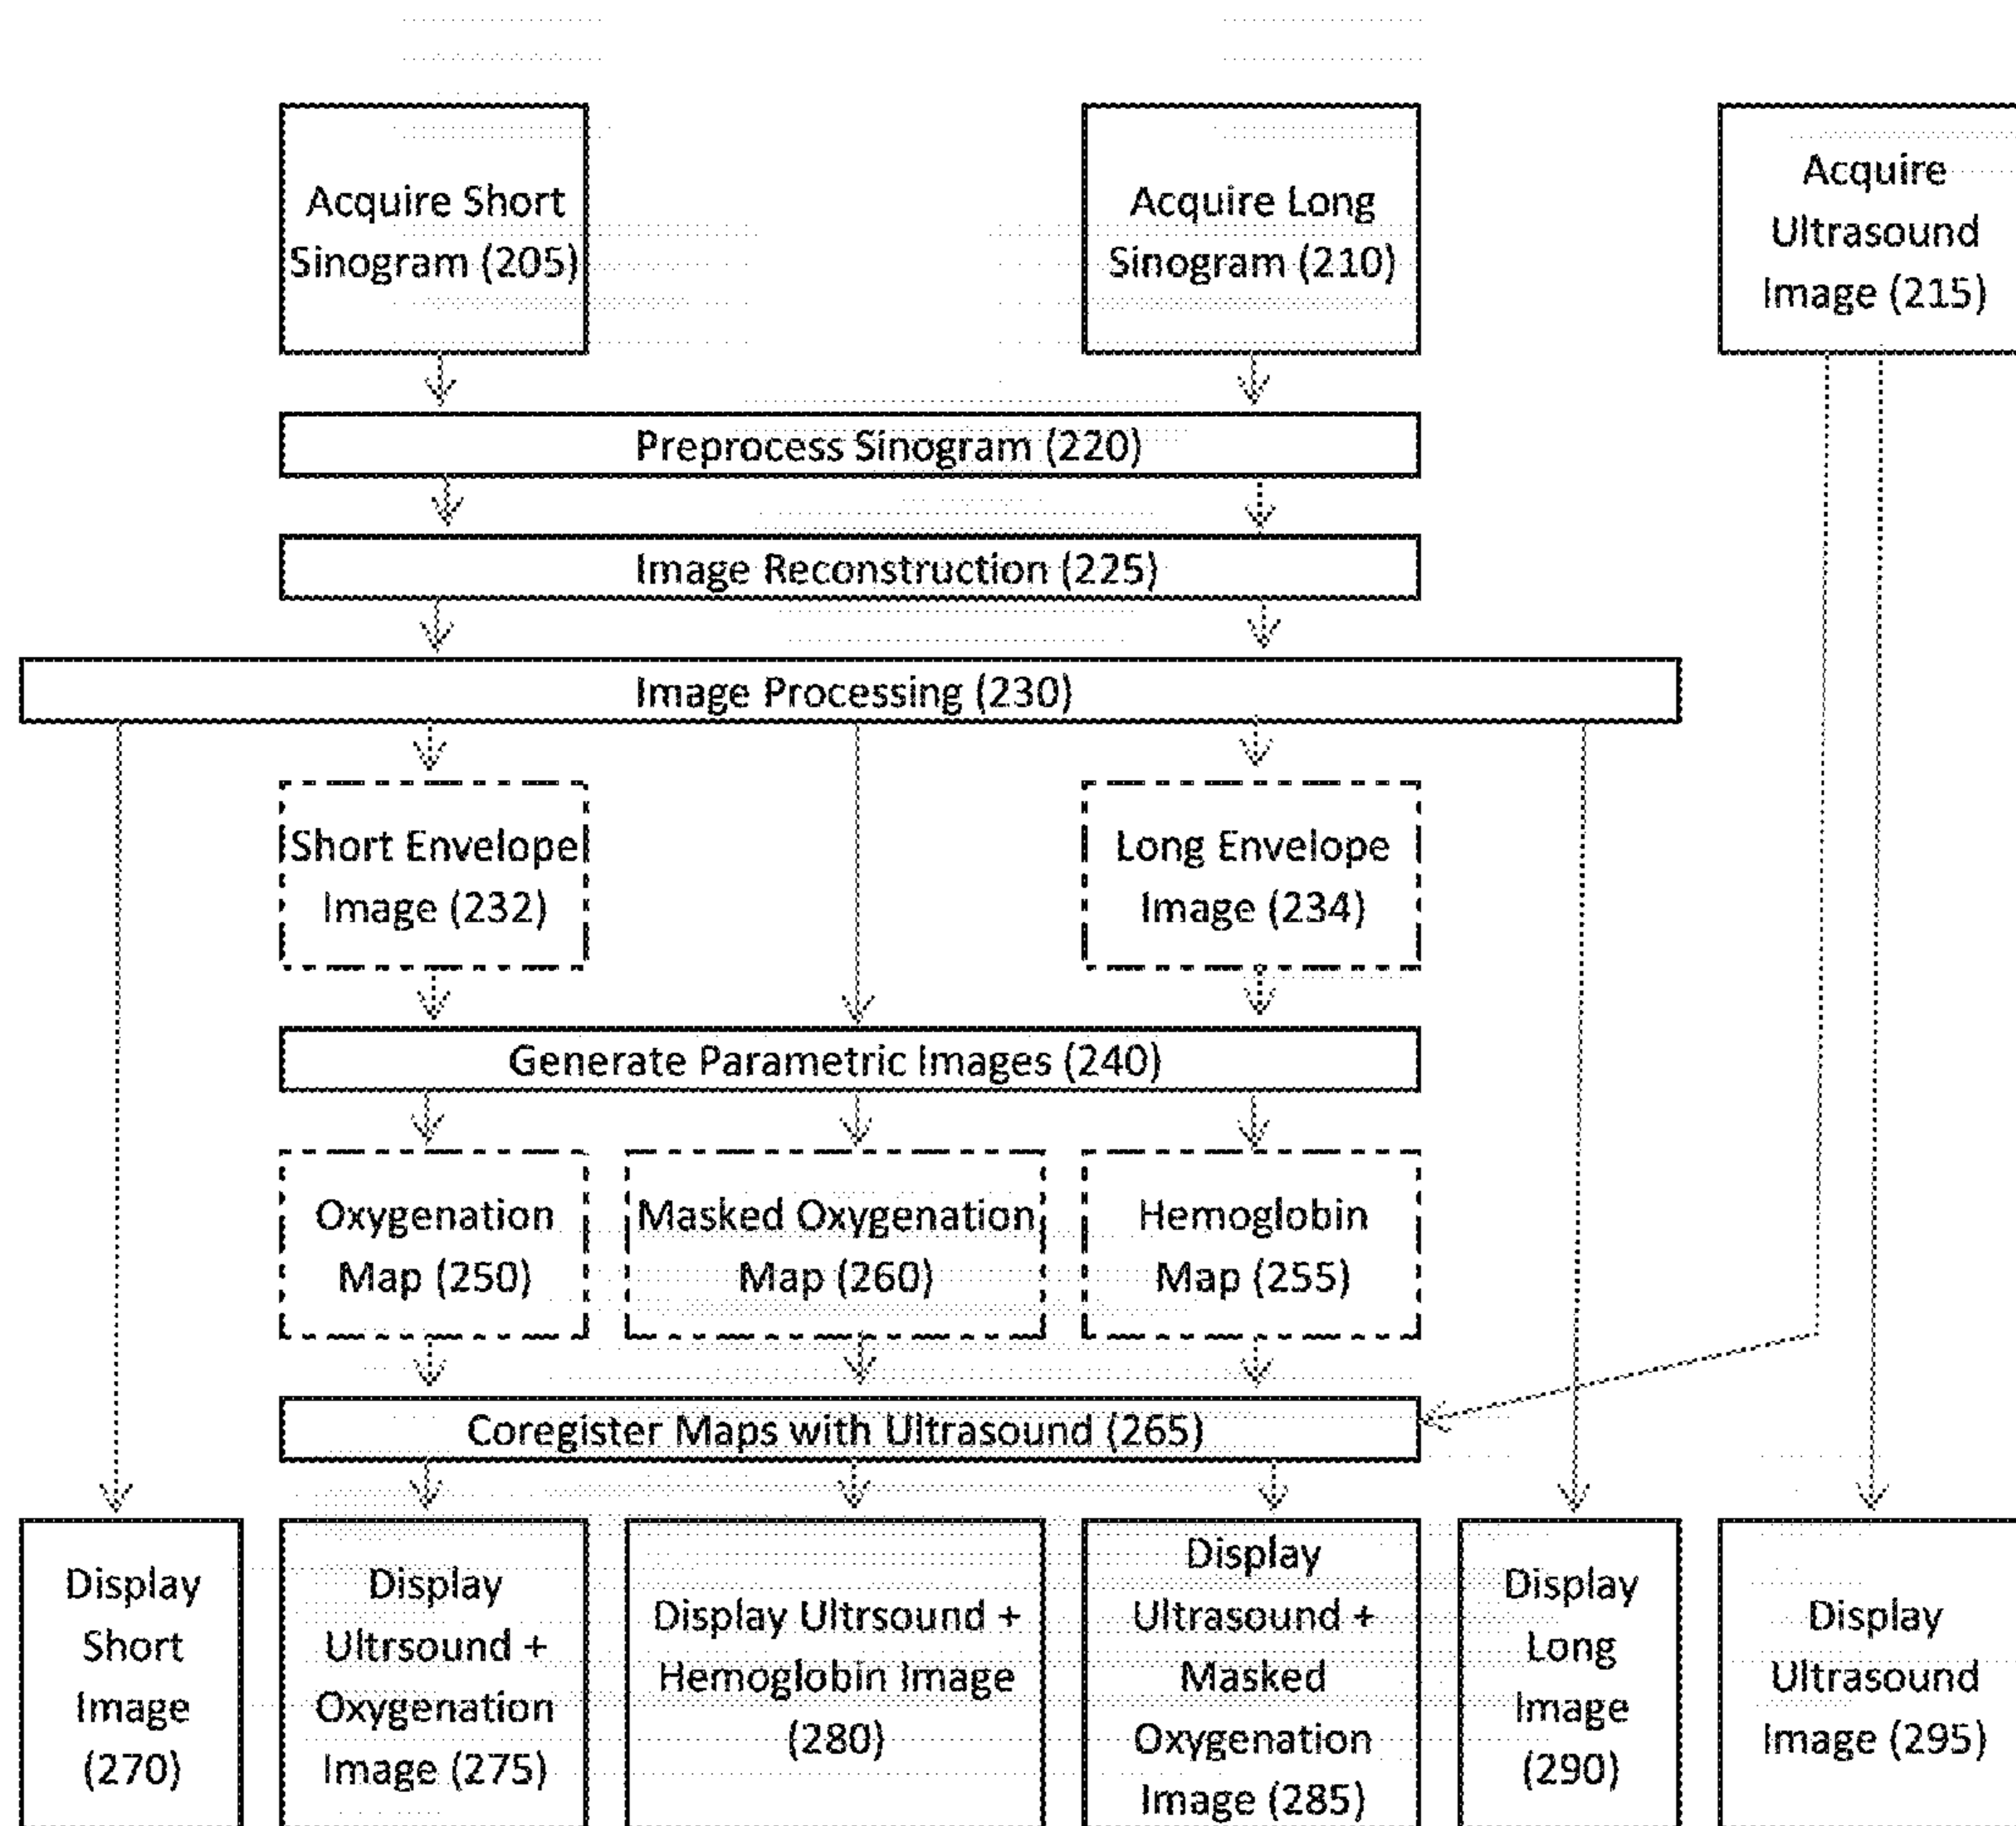 Acquire Short
Sinogram (205)
Acquire Long
Sinogram (210)
Acquire
Ultrasound
Image (215)
Preprocess Sinogram (220)
Image Reconstruction (225)
Image Processing (230)
Short Envelope
Image (232)
Long Envelope
Image (234)
Generate Parametric Images (240)
Oxygenation
Map (250)
Masked Oxygenation
Map (260)
Hemoglobin
Map (255)
Coregister Maps with Ultrasound (265)
Display
Short
Image
(270)
Display
Ultrsound +
Oxygenation
Image (275)
Display Ultrsound +
Hemoglobin Image
(280)
Display
Ultrasound +
Masked
Oxygenation
Image (285)
Display
Long
Image
(290)
Display
Ultrasound
Image (295)